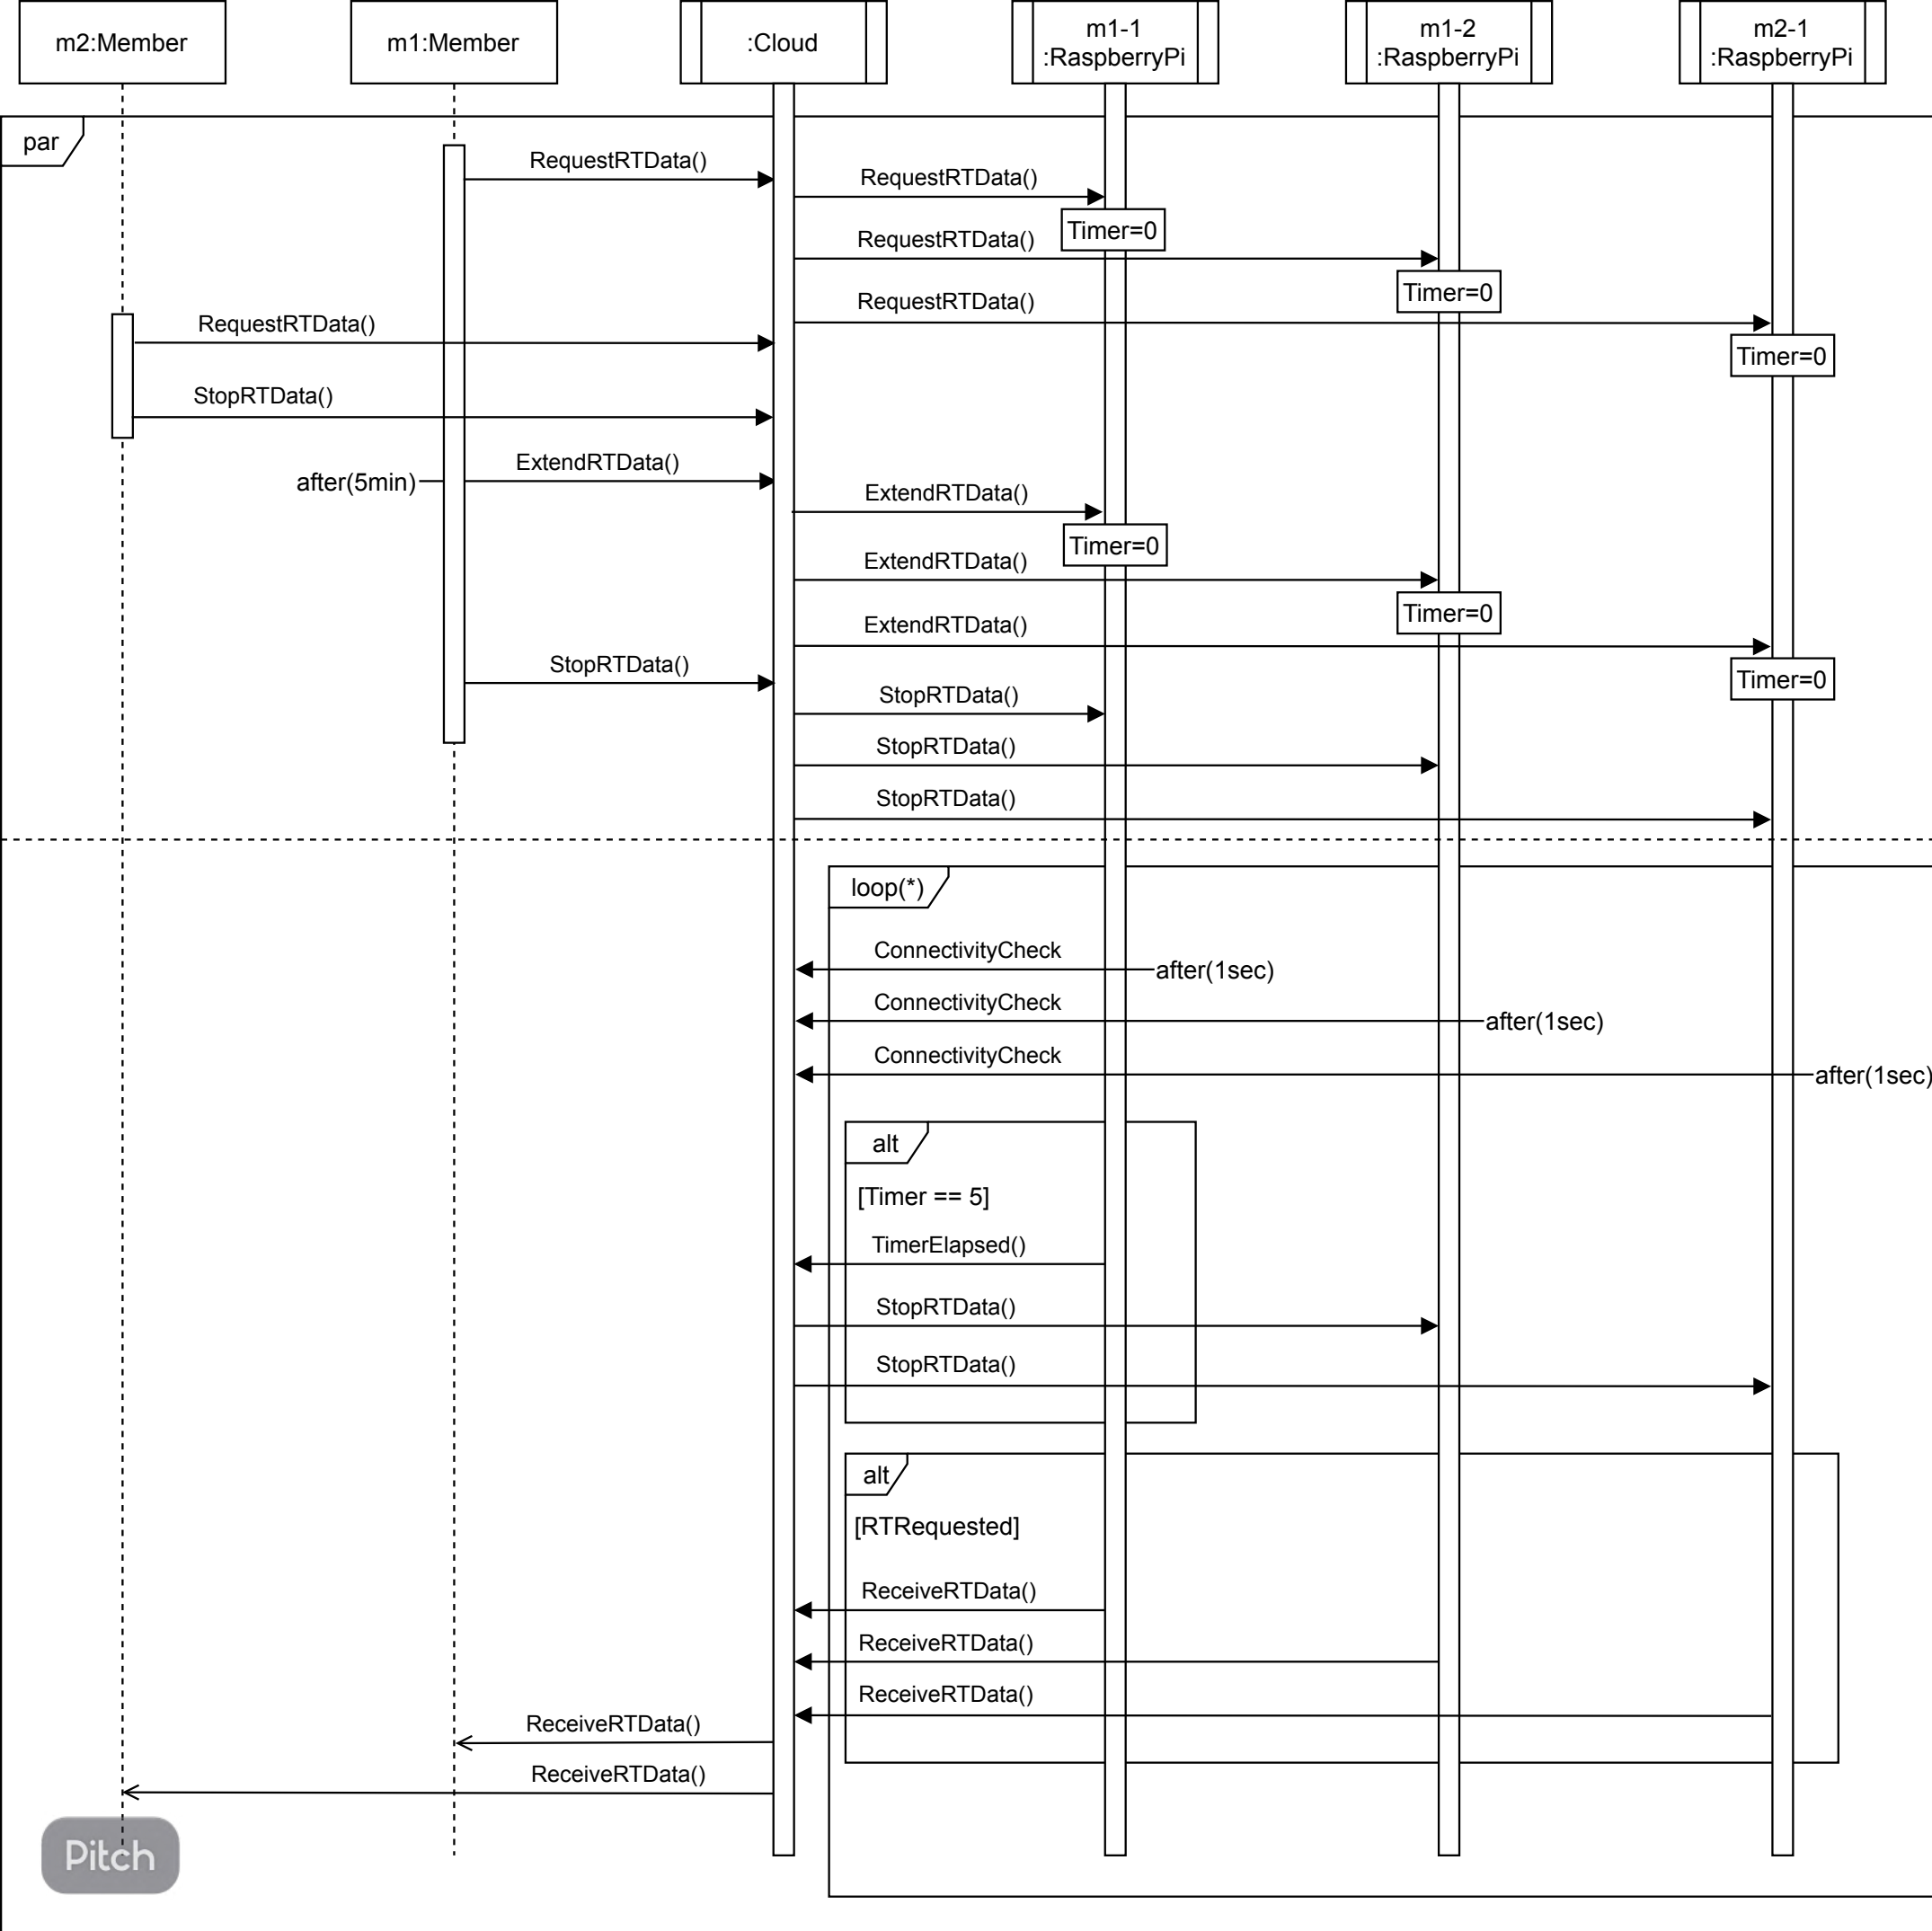 m2:Member
m1:Member
:Cloud
m1-1
:RaspberryPi
m1-2
:RaspberryPi
m2-1
:RaspberryPi
par
RequestRTData()
RequestRTData()
Timer=0
RequestRTData()
Timer=0
RequestRTData()
RequestRTData()
Timer=0
StopRTData()
after(5min)
ExtendRTData()
ExtendRTData()
Timer=0
ExtendRTData()
Timer=0
ExtendRTData()
StopRTData()
Timer=0
StopRTData()
StopRTData()
StopRTData()
loop(*)
ConnectivityCheck
after(1sec)
ConnectivityCheck
after(1sec)
ConnectivityCheck
after(1sec)
alt
[Timer == 5]
TimerElapsed()
StopRTData()
StopRTData()
alt
[RTRequested]
ReceiveRTData()
ReceiveRTData()
ReceiveRTData()
ReceiveRTData()
ReceiveRTData()
Pitch